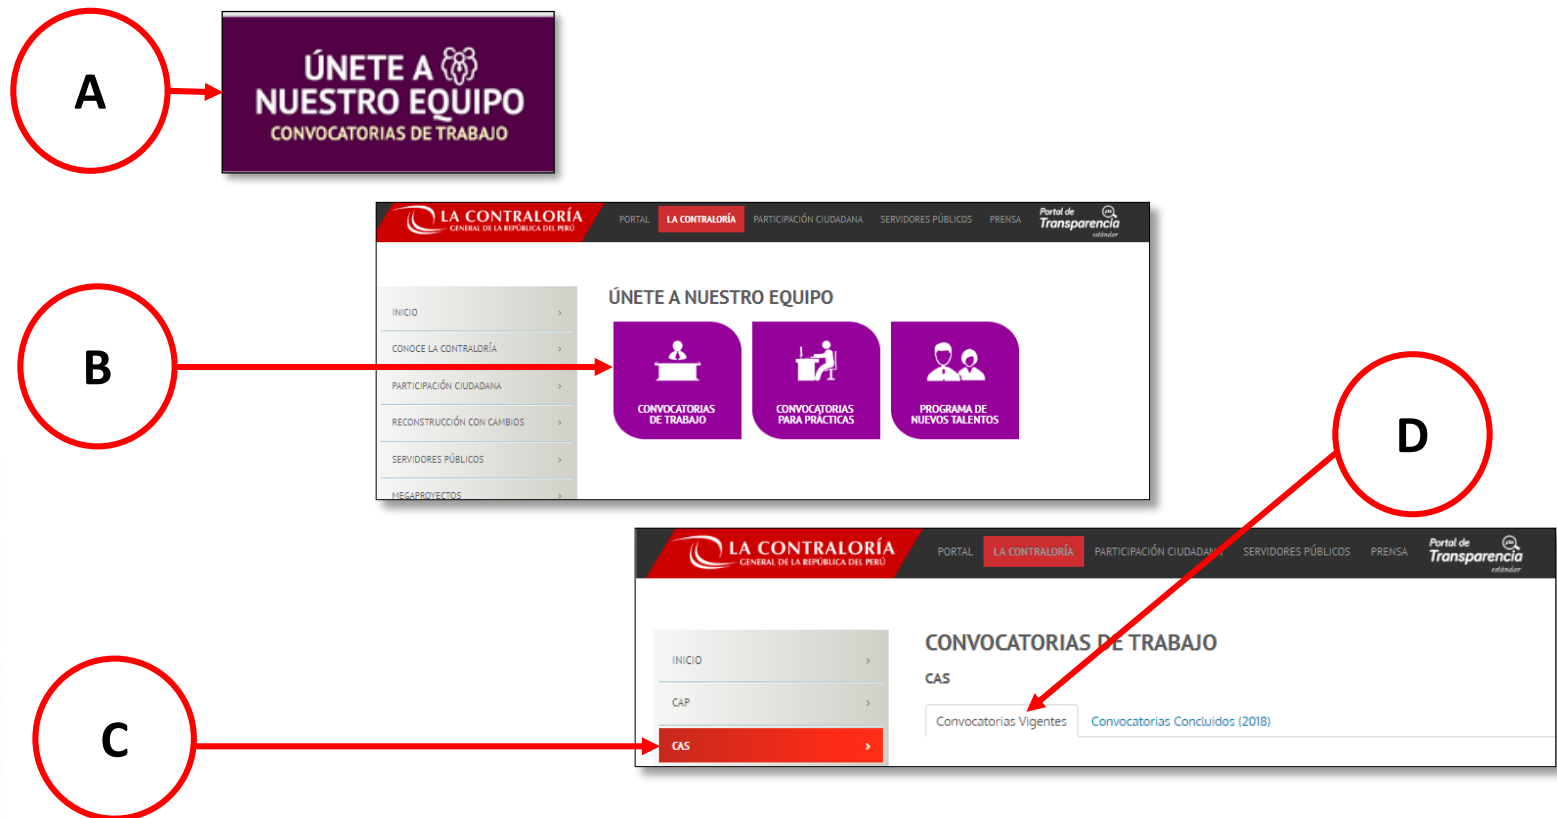 A
ÚNETE A
NUESTRO EQUIPO
CONVOCATORIAS DE TRABAJO
LA CONTRALORÍA
GENERAL DE LA REPÚBLICA DEL PERÚ
PORTAL
LA CONTRALORÍA
PARTICIPACIÓN CIUDADANA
SERVIDORES PÚBLICOS
PRENSA
Portal de
Transparencia
estándar
B
INICIO
CONOCE LA CONTRALORÍA
PARTICIPACIÓN CIUDADANA
RECONSTRUCCIÓN CON CAMBIOS
SERVIDORES PÚBLICOS
MEGAPROYECTOS
ÚNETE A NUESTRO EQUIPO
CONVOCATORIAS
DE TRABAJO
CONVOCATORIAS
PARA PRÁCTICAS
PROGRAMA DE
NUEVOS TALENTOS
D
LA CONTRALORÍA
GENERAL DE LA REPÚBLICA DEL PERÚ
PORTAL
LA CONTRALORÍA
PARTICIPACIÓN CIUDADANA
SERVIDORES PÚBLICOS
PRENSA
Portal de
Transparencia
estándar
C
INICIO
CAP
CAS
CONVOCATORIAS DE TRABAJO
CAS
Convocatorias Vigentes
Convocatorias Concluidos (2018)